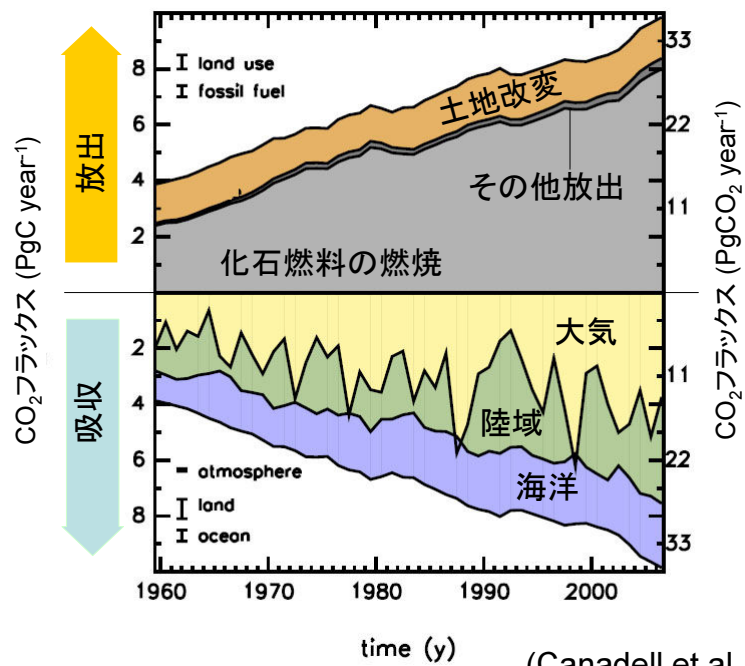 CO₂フラックス (PgC year⁻¹)
放出
吸収
8
6
4
2
2
4
6
8
land use
fossil fuel
土地改変
その他放出
化石燃料の燃焼
大気
陸域
海洋
atmosphere
land
ocean
33
22
11
11
22
33
CO₂フラックス (PgCO₂ year⁻¹)
1960 1970 1980 1990 2000
time (y)
(Canadell et al